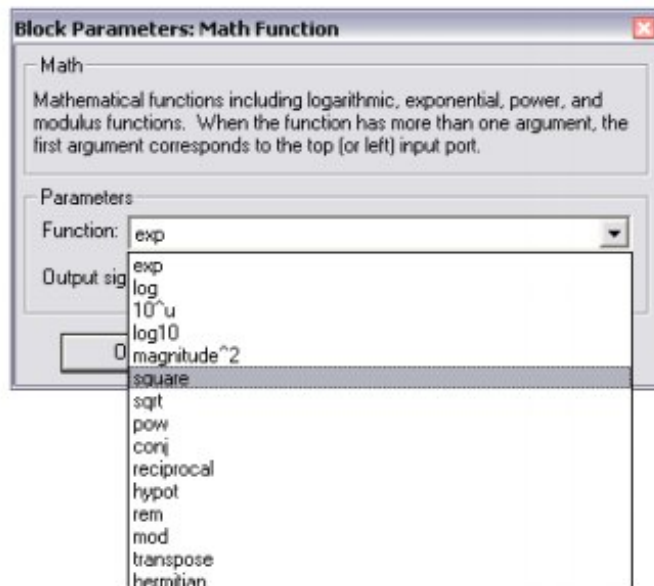 Block Parameters: Math Function
Math
Mathematical functions including logarithmic, exponential, power, and
modulus functions. When the function has more than one argument, the
first argument corresponds to the top (or left) input port.
Parameters
Function: exp
Output sig
exp
log
10^u
log10
magnitude^2
square
sqrt
pow
conj
reciprocal
hypot
rem
mod
transpose
hermitian